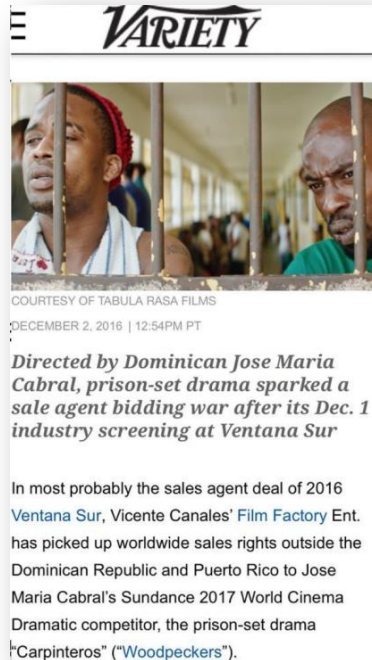 VARIETY
COURTESY OF TABULA RASA FILMS
DECEMBER 2, 2016 | 12:54PM PT
Directed by Dominican Jose Maria
Cabral, prison-set drama sparked a
sale agent bidding war after its Dec. 1
industry screening at Ventana Sur
In most probably the sales agent deal of 2016
Ventana Sur, Vicente Canales’ Film Factory Ent.
has picked up worldwide sales rights outside the
Dominican Republic and Puerto Rico to Jose
Maria Cabral’s Sundance 2017 World Cinema
Dramatic competitor, the prison-set drama
“Carpinteros” (“Woodpeckers”).